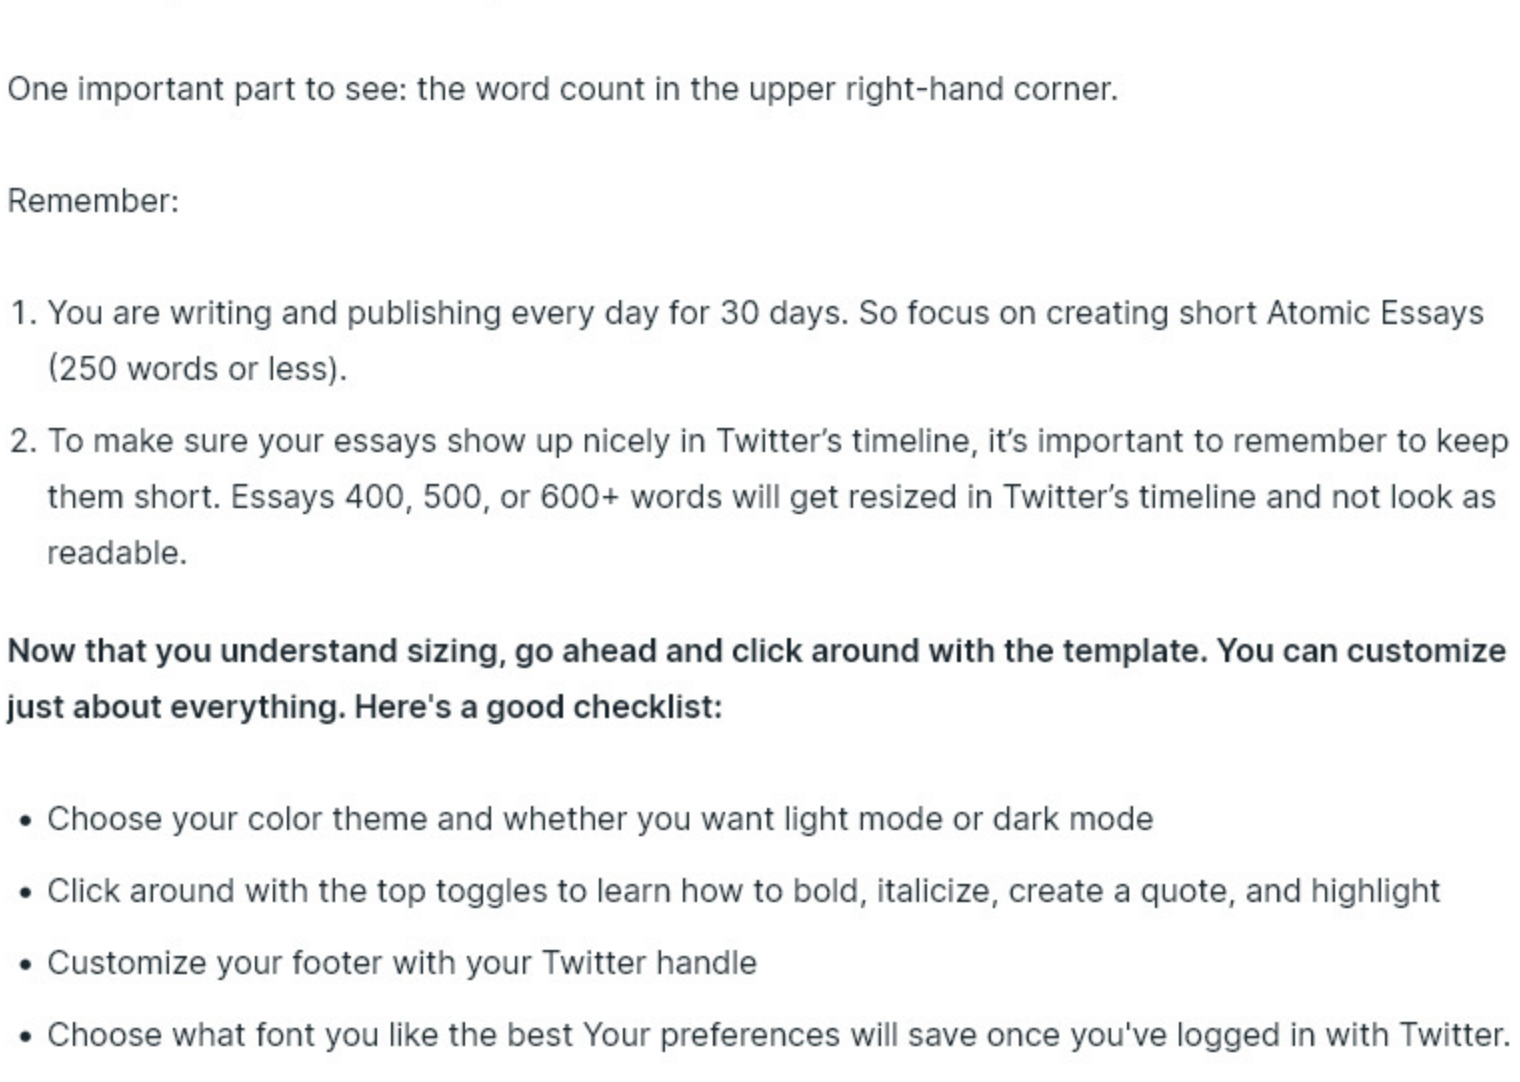 One important part to see: the word count in the upper right-hand corner.
Remember:
1. You are writing and publishing every day for 30 days. So focus on creating short Atomic Essays
(250 words or less).
2. To make sure your essays show up nicely in Twitter’s timeline, it’s important to remember to keep
them short. Essays 400, 500, or 600+ words will get resized in Twitter’s timeline and not look as
readable.
Now that you understand sizing, go ahead and click around with the template. You can customize
just about everything. Here's a good checklist:
• Choose your color theme and whether you want light mode or dark mode
• Click around with the top toggles to learn how to bold, italicize, create a quote, and highlight
• Customize your footer with your Twitter handle
• Choose what font you like the best Your preferences will save once you've logged in with Twitter.